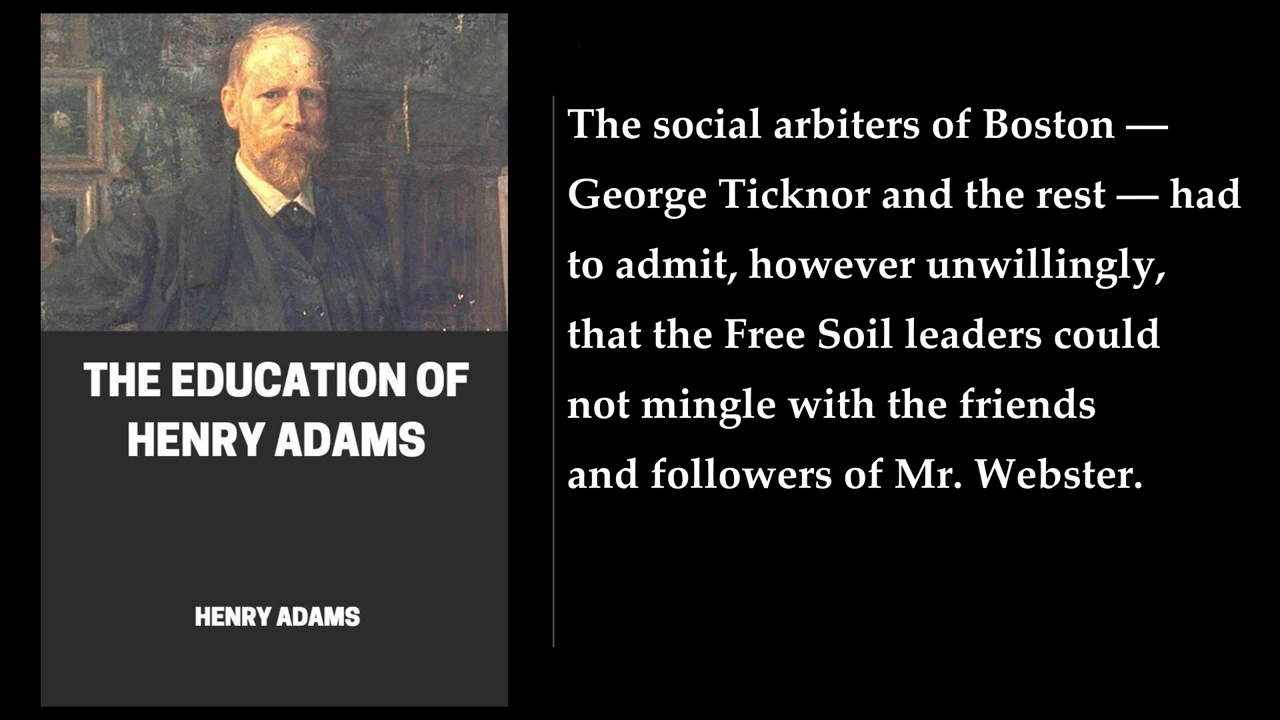 THE EDUCATION OF
HENRY ADAMS
HENRY ADAMS
The social arbiters of Boston —
George Ticknor and the rest — had
to admit, however unwillingly,
that the Free Soil leaders could
not mingle with the friends
and followers of Mr. Webster.